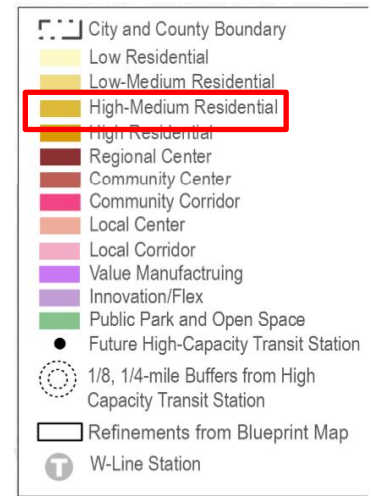 City and County Boundary
Low Residential
Low-Medium Residential
High-Medium Residential
High Residential
Regional Center
Community Center
Community Corridor
Local Center
Local Corridor
Value Manufactruing
Innovation/Flex
Public Park and Open Space
Future High-Capacity Transit Station
1/8, 1/4-mile Buffers from High
Capacity Transit Station
Refinements from Blueprint Map
T W-Line Station